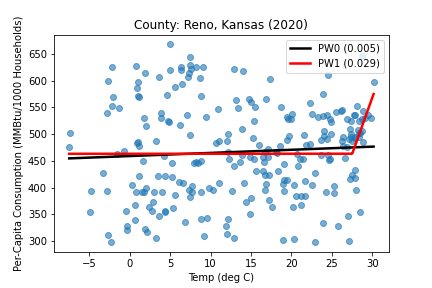 County: Reno, Kansas (2020)
Per-Capita Consumption (MMBtu/1000 Households)
650
600
550
500
450
400
350
300
PW0 (0.005)
PW1 (0.029)
−5 0 5 10 15 20 25 30
Temp (deg C)